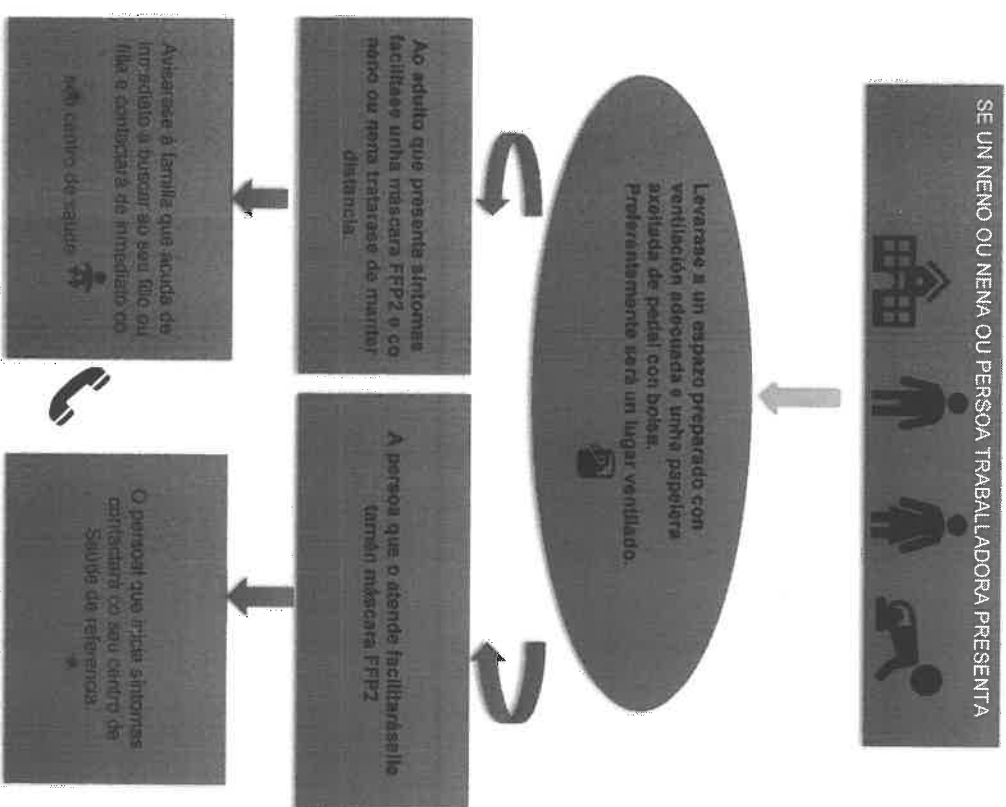 SE UN NENO OU NENA OU PERSOA TRABALLADORA PRESENTA
Levarase a un espazo preparado con
ventilación adecuada e unha papelera
axeitada de pedal con bolsa.
Preferentemente será un lugar ventilado.
Ao adulto que presente síntomas
facilítase unha máscara FFP2 e co
neno ou nena tratarase de manter
distancia.
A persoa que o atende facilitaráselle
tamén máscara FFP2
Avisarase á familia que acuda de
inmediato a buscar ao seu fillo ou
filla e contactará de inmediato co
seu centro de saúde
O persoal que inicie síntomas
contactará co seu centro de
Saúde de referencia.